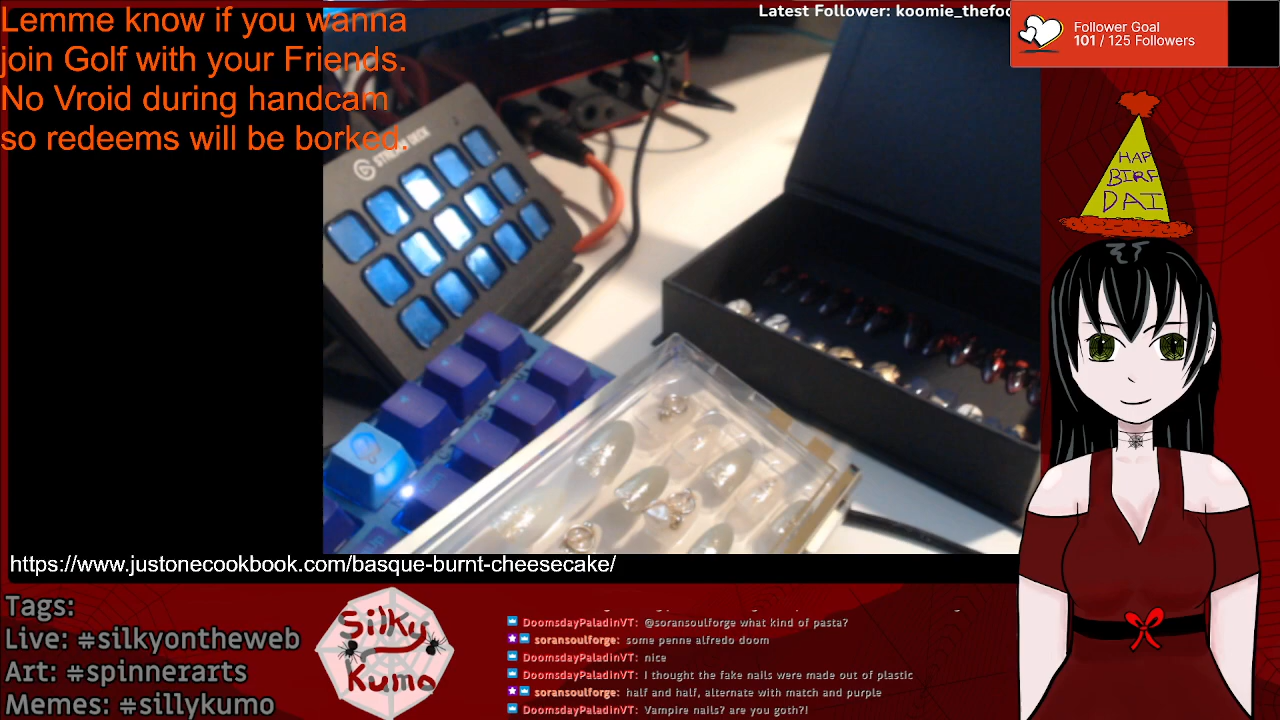 Lemme know if you wanna
join Golf with your Friends.
No Vroid during handcam
so redeems will be borked.
Latest Follower: koomie_thefoo
Follower Goal
101 / 125 Followers
HAP
BIRF
DAI
STREAM DECK
https://www.justonecookbook.com/basque-burnt-cheesecake/
Tags:
Live: #silkyontheweb
Art: #spinnerarts
Memes: #sillykumo
Silky
Kumo
DoomsdayPaladinVT: @soransoulforge what kind of pasta?
soransoulforge: some penne alfredo doom
DoomsdayPaladinVT: nice
DoomsdayPaladinVT: I thought the fake nails were made out of plastic
soransoulforge: half and half, alternate with match and purple
DoomsdayPaladinVT: Vampire nails? are you goth?!